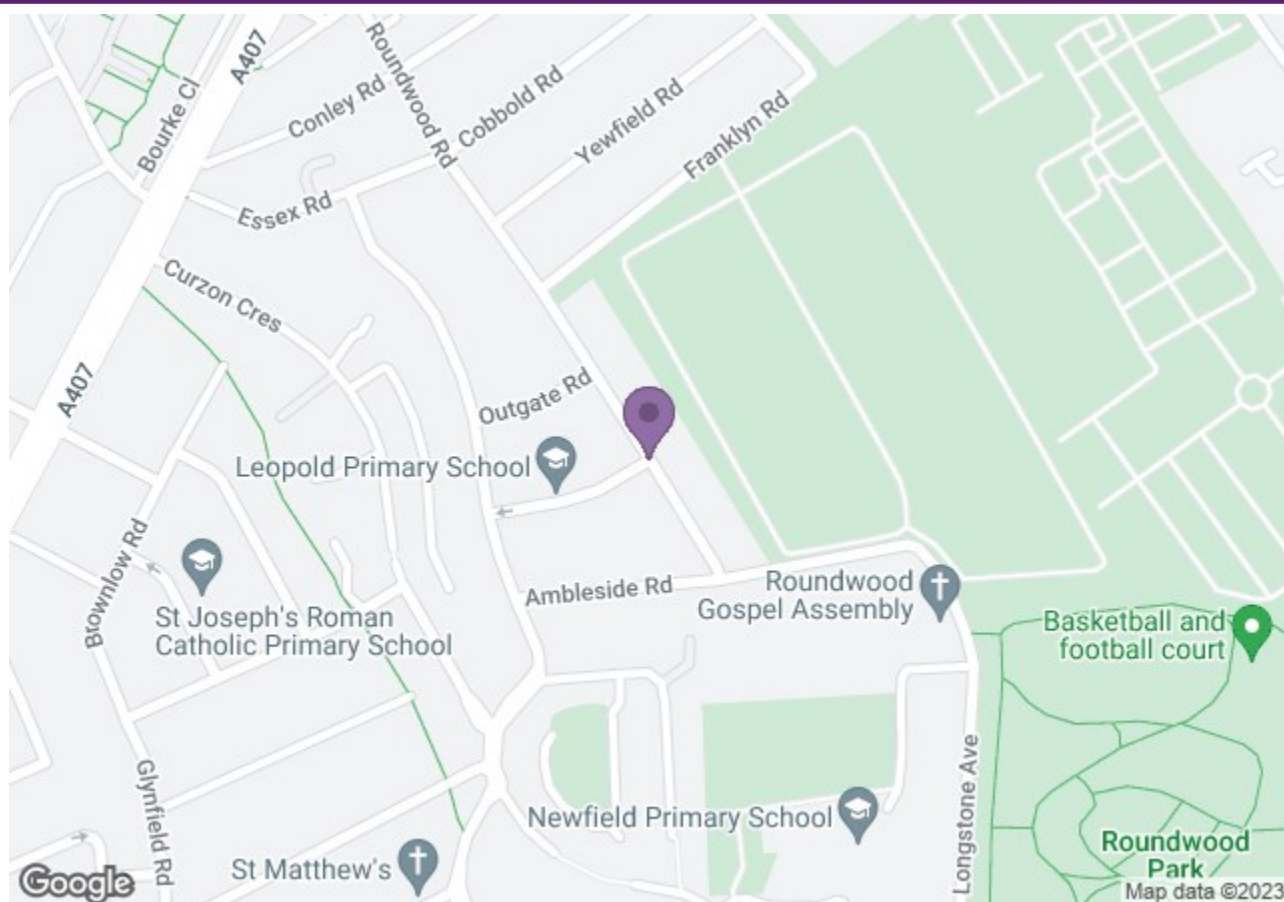 A407
Roundwood Rd
Bourke Cl
Conley Rd
Cobbold Rd
Yewfield Rd
Franklyn Rd
Essex Rd
Curzon Cres
A407
Outgate Rd
Leopold Primary School
Brownlow Rd
St Joseph's Roman
Catholic Primary School
Ambleside Rd
Roundwood
Gospel Assembly
Basketball and
football court
Glynfield Rd
Longstone Ave
Newfield Primary School
St Matthew's
Roundwood
Park
Google
Map data ©2023